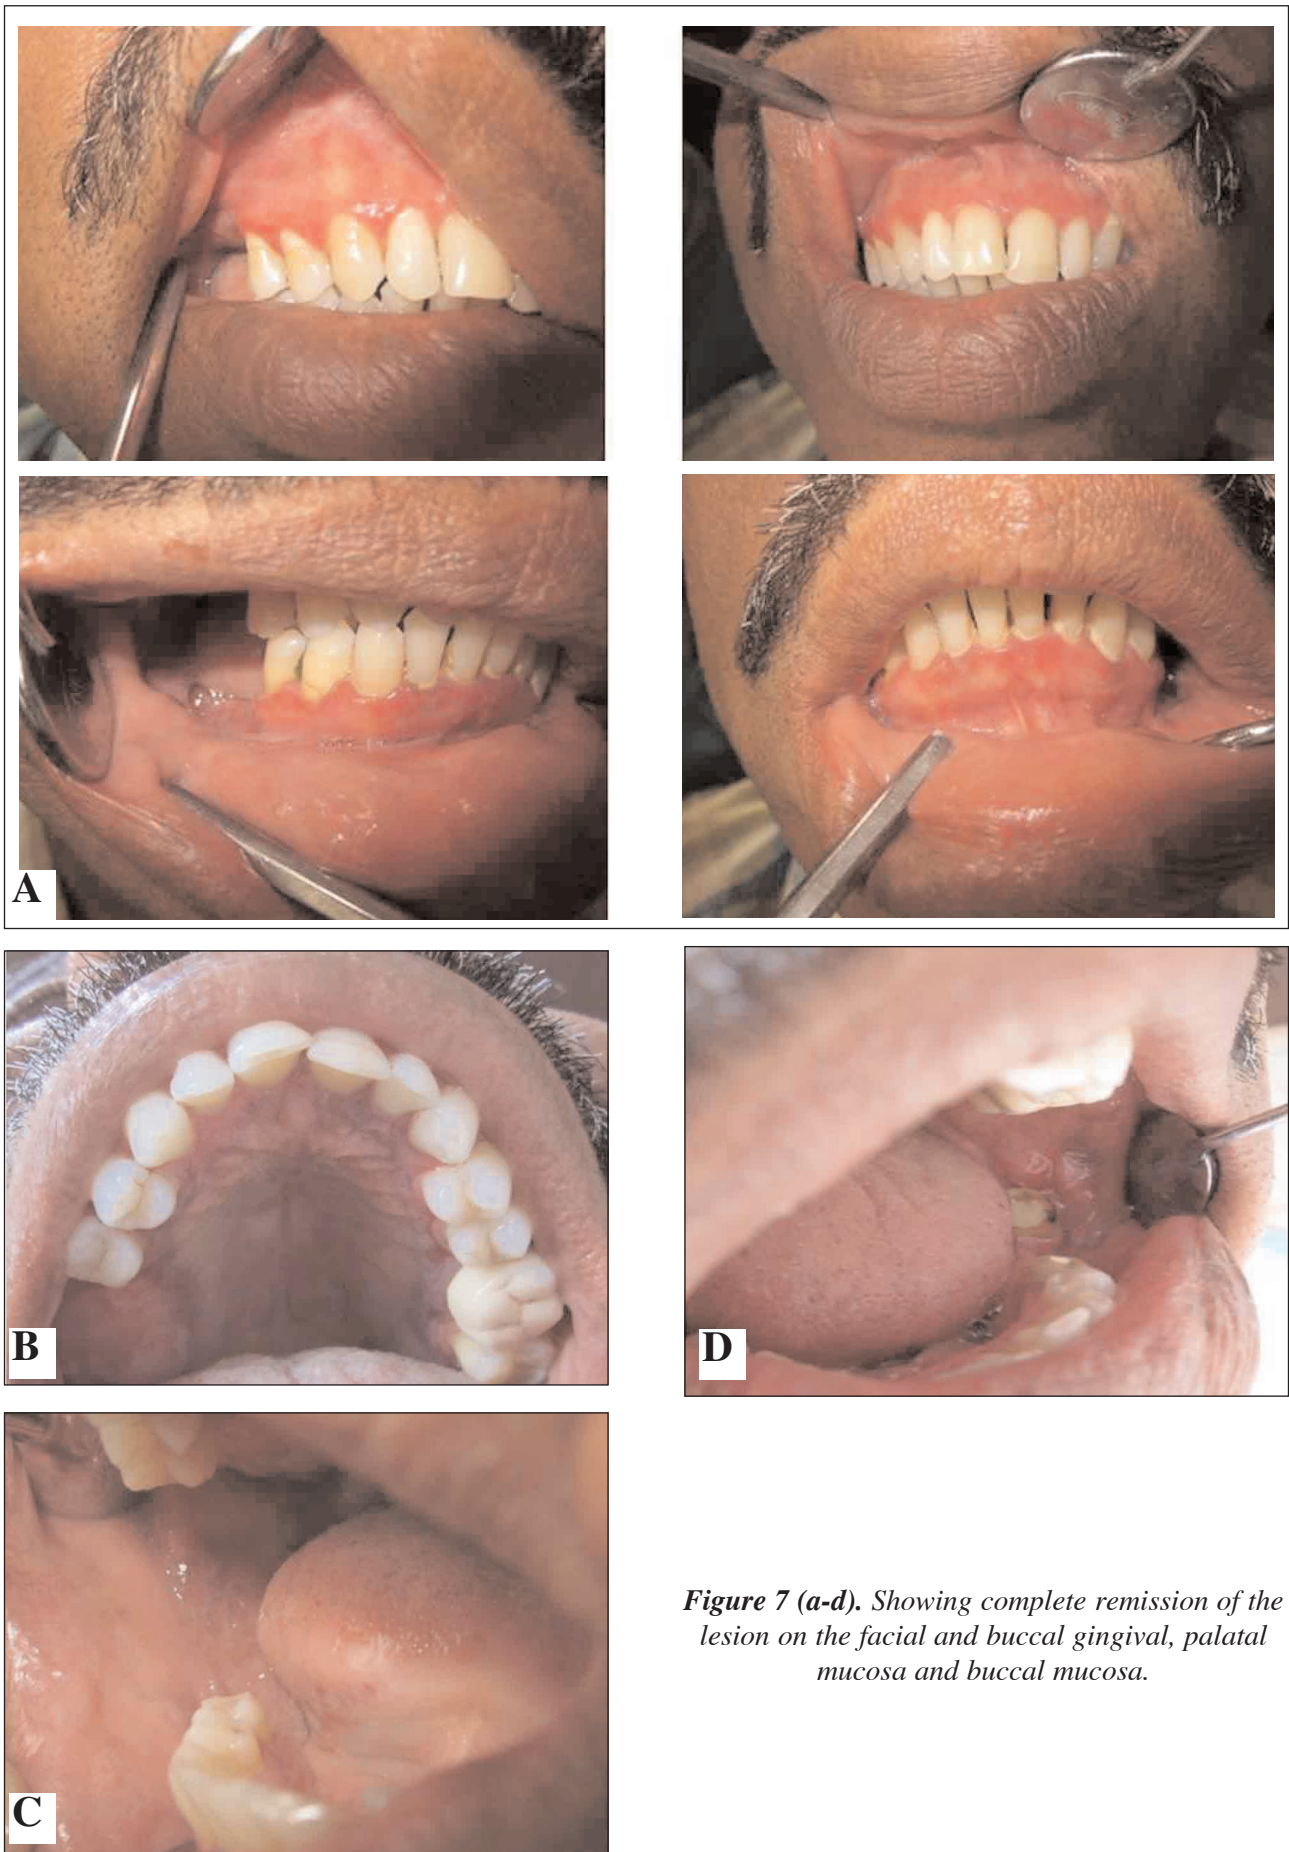 A
B
D
C
Figure 7 (a-d). Showing complete remission of the
lesion on the facial and buccal gingival, palatal
mucosa and buccal mucosa.